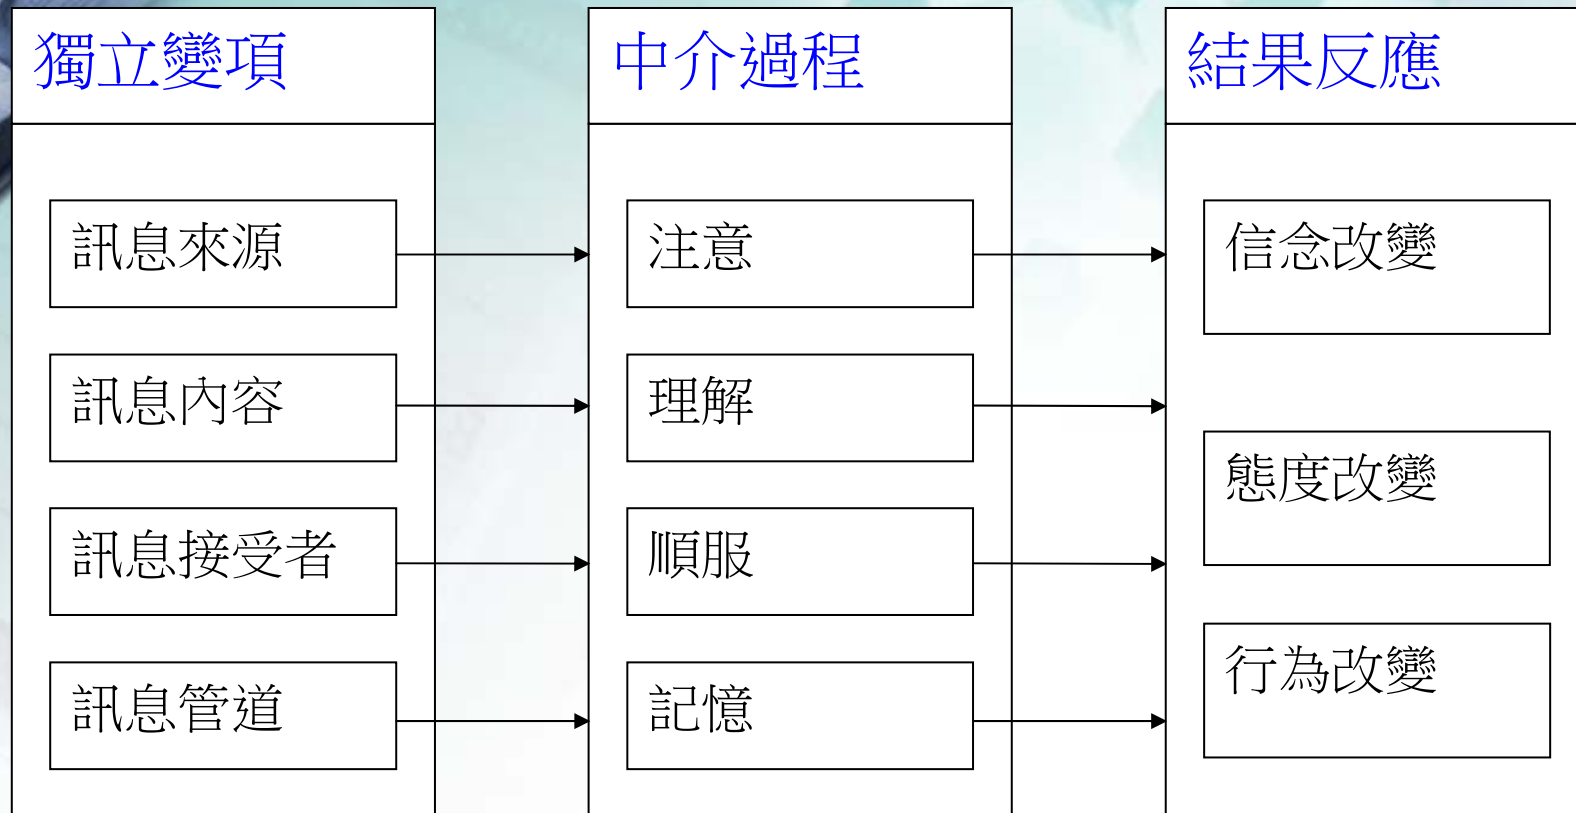 獨立變項
訊息來源
訊息內容
訊息接受者
訊息管道
中介過程
注意
理解
順服
記憶
結果反應
信念改變
態度改變
行為改變